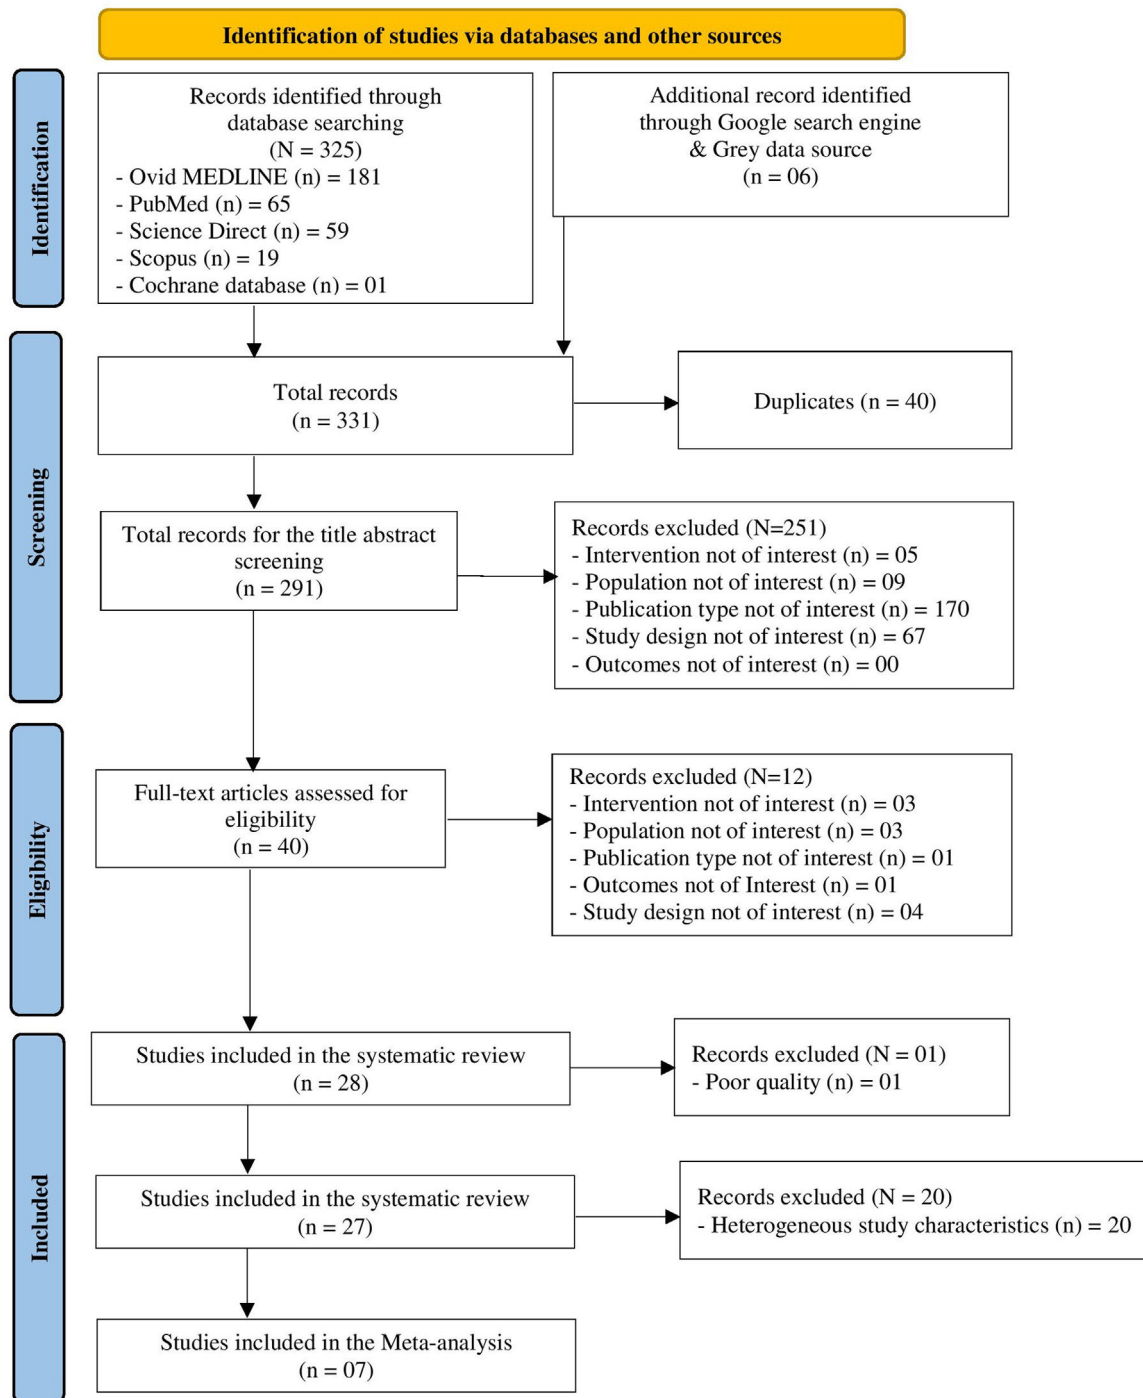 Identification of studies via databases and other sources
Identification
Records identified through
database searching
(N = 325)
- Ovid MEDLINE (n) = 181
- PubMed (n) = 65
- Science Direct (n) = 59
- Scopus (n) = 19
- Cochrane database (n) = 01
Additional record identified
through Google search engine
& Grey data source
(n = 06)
Screening
Total records
(n = 331)
Duplicates (n = 40)
Total records for the title abstract
screening
(n = 291)
Records excluded (N=251)
- Intervention not of interest (n) = 05
- Population not of interest (n) = 09
- Publication type not of interest (n) = 170
- Study design not of interest (n) = 67
- Outcomes not of interest (n) = 00
Eligibility
Full-text articles assessed for
eligibility
(n = 40)
Records excluded (N=12)
- Intervention not of interest (n) = 03
- Population not of interest (n) = 03
- Publication type not of interest (n) = 01
- Outcomes not of Interest (n) = 01
- Study design not of interest (n) = 04
Included
Studies included in the systematic review
(n = 28)
Records excluded (N = 01)
- Poor quality (n) = 01
Studies included in the systematic review
(n = 27)
Records excluded (N = 20)
- Heterogeneous study characteristics (n) = 20
Studies included in the Meta-analysis
(n = 07)